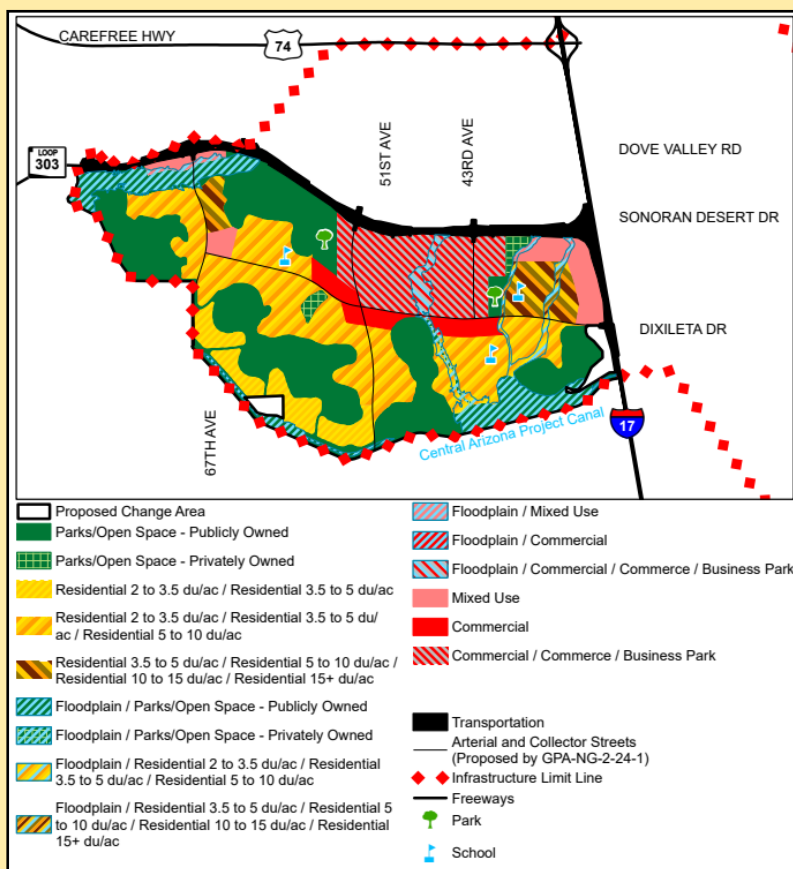 CAREFREE HWY
74
51ST AVE
43RD AVE
DOVE VALLEY RD
LOOP
303
SONORAN DESERT DR
DIXILETA DR
67TH AVE
Central Arizona Project Canal
17
Proposed Change Area
Parks/Open Space - Publicly Owned
Parks/Open Space - Privately Owned
Residential 2 to 3.5 du/ac / Residential 3.5 to 5 du/ac
Residential 2 to 3.5 du/ac / Residential 3.5 to 5 du/
ac / Residential 5 to 10 du/ac
Residential 3.5 to 5 du/ac / Residential 5 to 10 du/ac /
Residential 10 to 15 du/ac / Residential 15+ du/ac
Floodplain / Parks/Open Space - Publicly Owned
Floodplain / Parks/Open Space - Privately Owned
Floodplain / Residential 2 to 3.5 du/ac / Residential
3.5 to 5 du/ac / Residential 5 to 10 du/ac
Floodplain / Residential 3.5 to 5 du/ac / Residential 5
to 10 du/ac / Residential 10 to 15 du/ac / Residential
15+ du/ac
Floodplain / Mixed Use
Floodplain / Commercial
Floodplain / Commercial / Commerce / Business Park
Mixed Use
Commercial
Commercial / Commerce / Business Park
Transportation
Arterial and Collector Streets
(Proposed by GPA-NG-2-24-1)
Infrastructure Limit Line
Freeways
Park
School